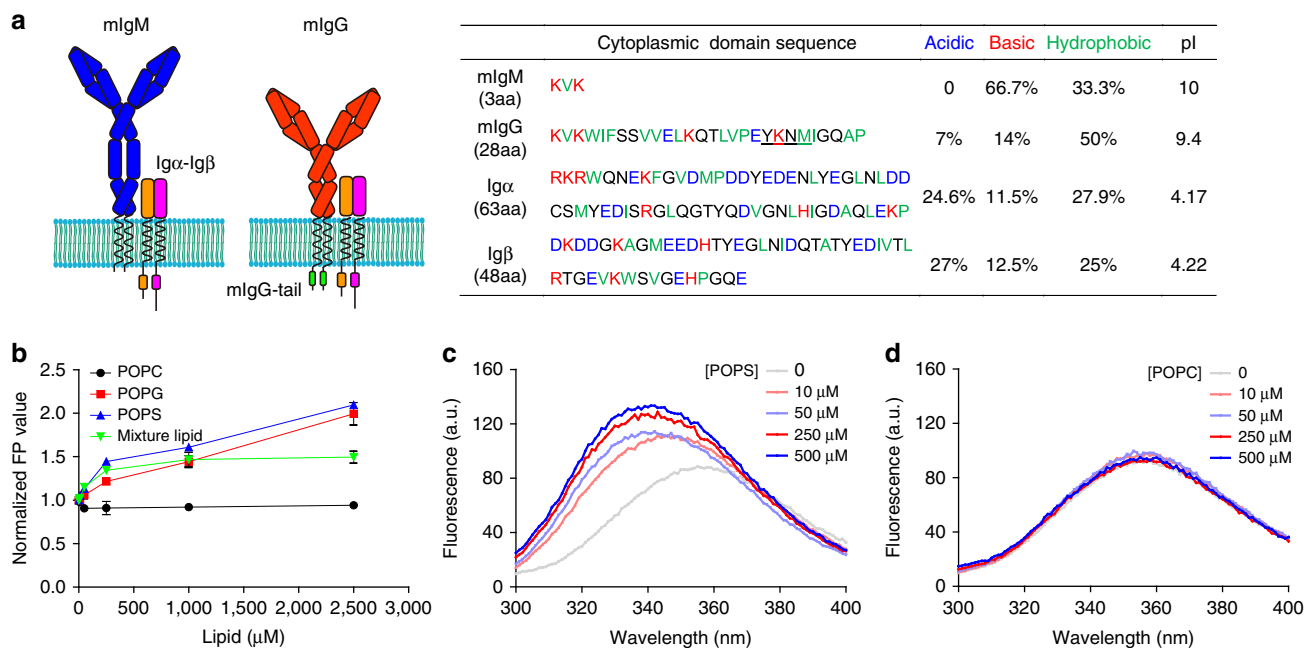 a
mIgM
mIgG
Igα-Igβ
mIgG-tail
Cytoplasmic domain sequence Acidic Basic Hydrophobic pI
mIgM
(3aa)
KVK
0 66.7% 33.3% 10
mIgG
(28aa)
KVKWIFSSVVELKQTLVPEYKNMIGQAP
7% 14% 50% 9.4
Igα
(63aa)
RKRWQNEKFGVDMPDDYEDENLYEGLNLDD
CSMYEDISRGLQGTYQDVGNLHIGDAQLEKP
24.6% 11.5% 27.9% 4.17
Igβ
(48aa)
DKDDGKAGMEEDHTYEGLNIDQTATYEDIVTL
RTGEVKWSVGEHPGQE
27% 12.5% 25% 4.22
b
Normalized FP value
2.5
2.0
1.5
1.0
0.5
0.0
POPC
POPG
POPS
Mixture lipid
0 500 1,000 1,500 2,000 2,500 3,000
Lipid (μM)
c
Fluorescence (a.u.)
160
120
80
40
0
[POPS] 0
10 μM
50 μM
250 μM
500 μM
300 320 340 360 380 400
Wavelength (nm)
d
Fluorescence (a.u.)
160
120
80
40
0
[POPC] 0
10 μM
50 μM
250 μM
500 μM
300 320 340 360 380 400
Wavelength (nm)